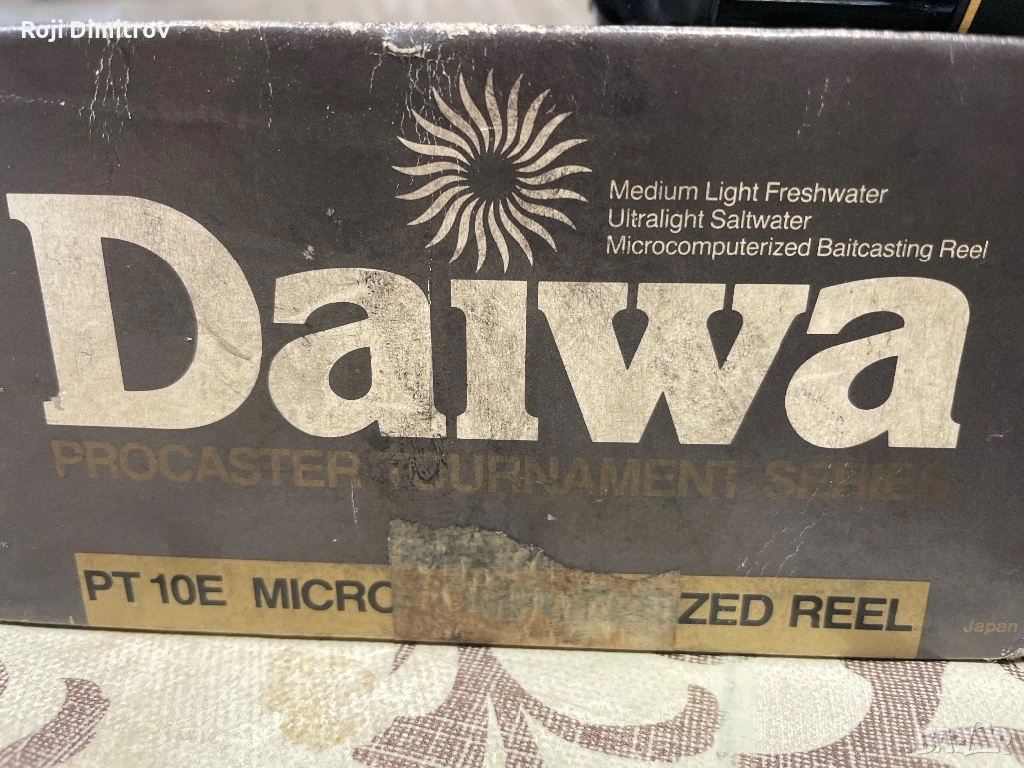 Roji Dimitrov
Medium Light Freshwater
Ultralight Saltwater
Microcomputerized Baitcasting Reel
Daiwa
PROCASTER TOURNAMENT SERIES
PT 10E MICRO ZED REEL
Japan